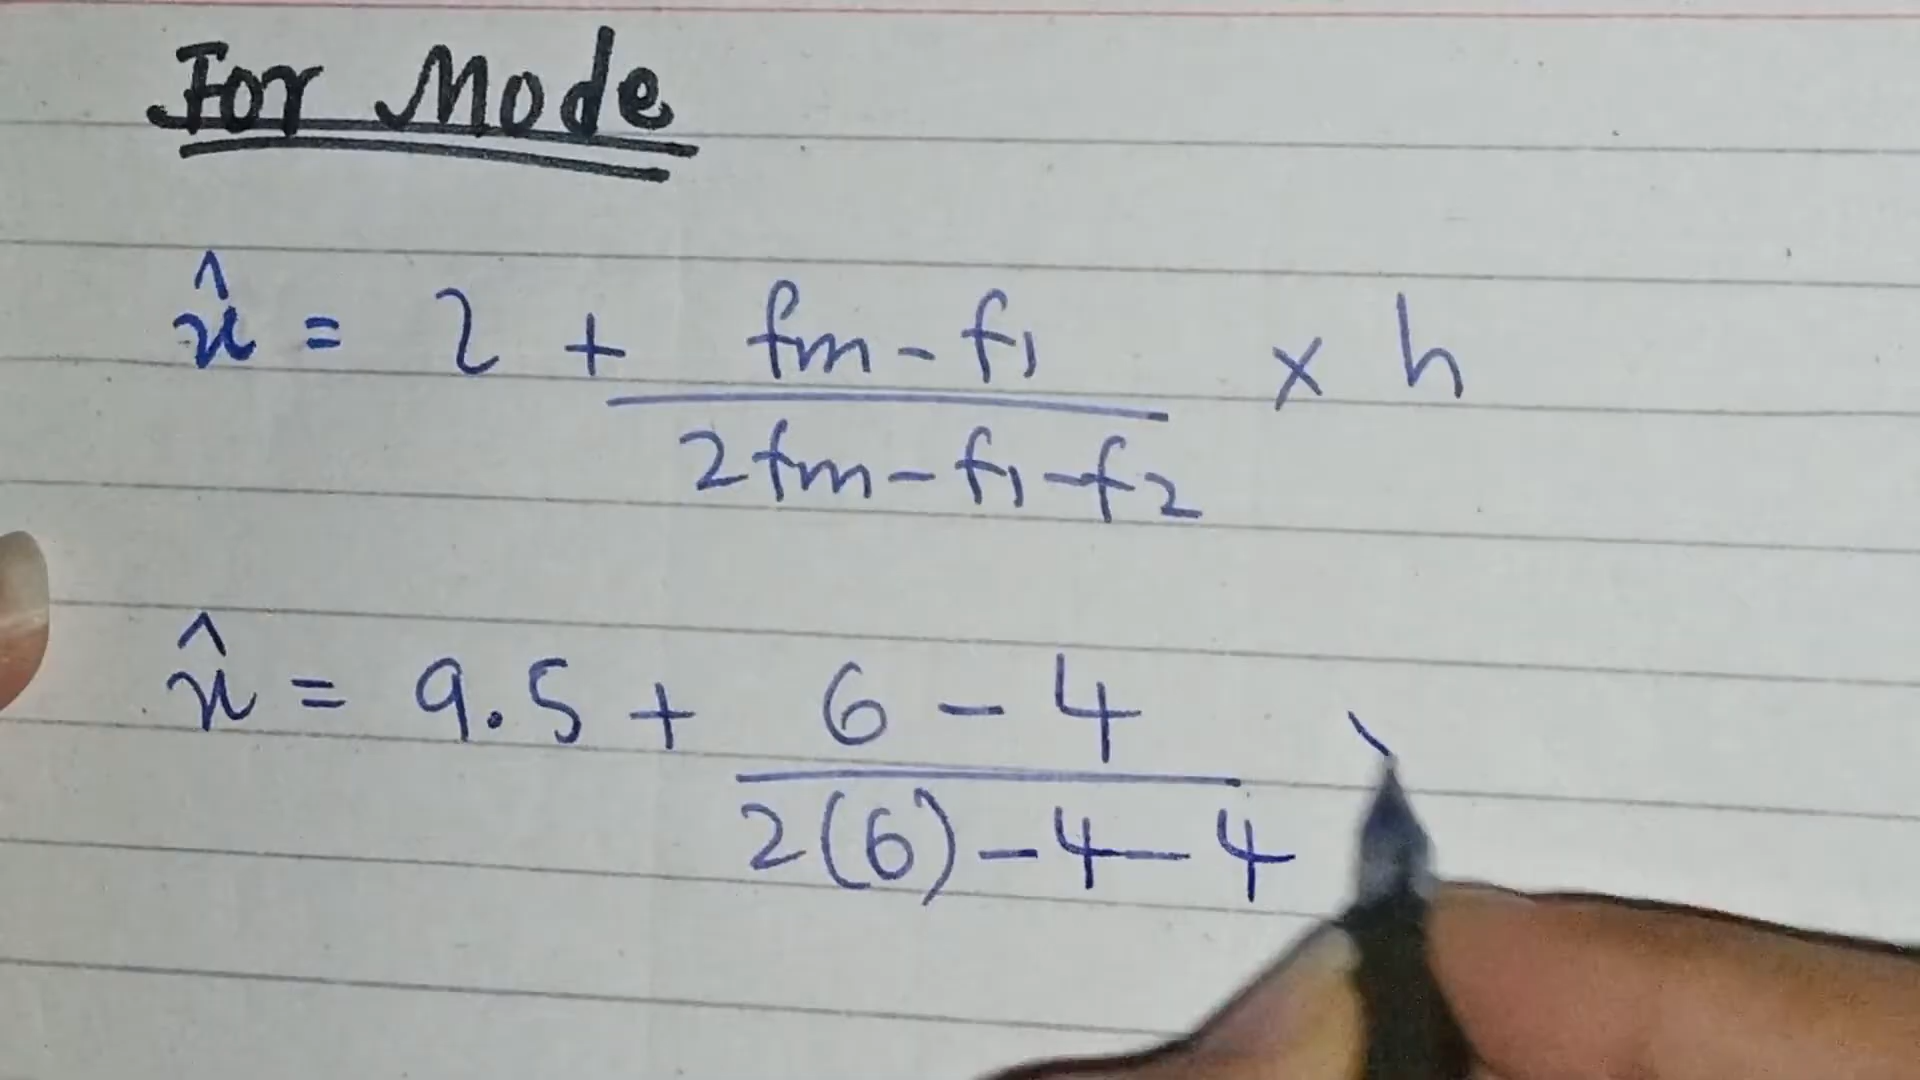 For Mode
x̂ = l + fm - f1 / 2fm - f1 - f2 × h
x̂ = 9.5 + 6 - 4 / 2(6) - 4 - 4